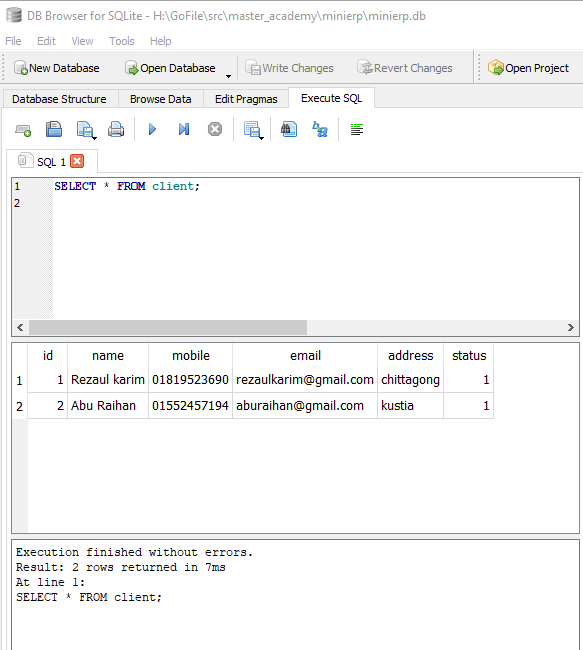 DB Browser for SQLite - H:\GoFile\src\master_academy\minierp\minierp.db
File Edit View Tools Help
New Database Open Database Write Changes Revert Changes Open Project
Database Structure Browse Data Edit Pragmas Execute SQL
SQL 1
1 SELECT * FROM client;
2
id name mobile email address status
1 1 Rezaul karim 01819523690 rezaulkarim@gmail.com chittagong 1
2 2 Abu Raihan 01552457194 aburaihan@gmail.com kustia 1
Execution finished without errors.
Result: 2 rows returned in 7ms
At line 1:
SELECT * FROM client;